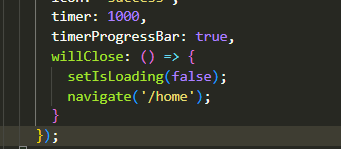 timer: 1000,
timerProgressBar: true,
willClose: () => {
setIsLoading(false);
navigate('/home');
}
});